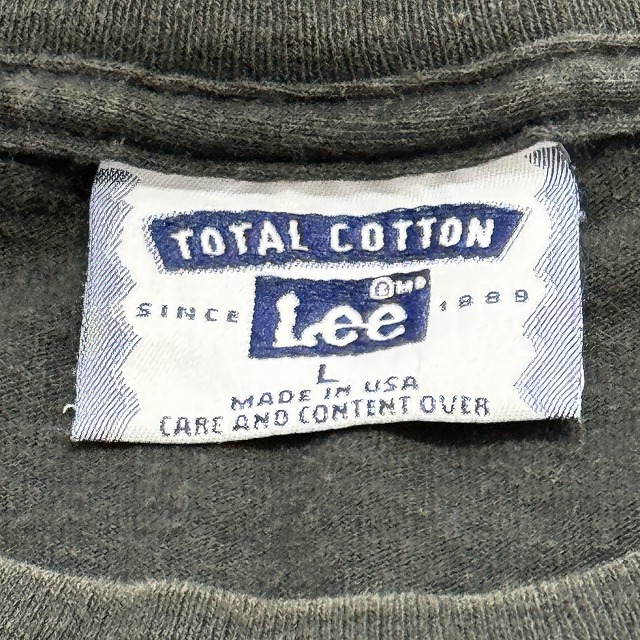 TOTAL COTTON
SINCE Lee 1889
L
MADE IN USA
CARE AND CONTENT OVER